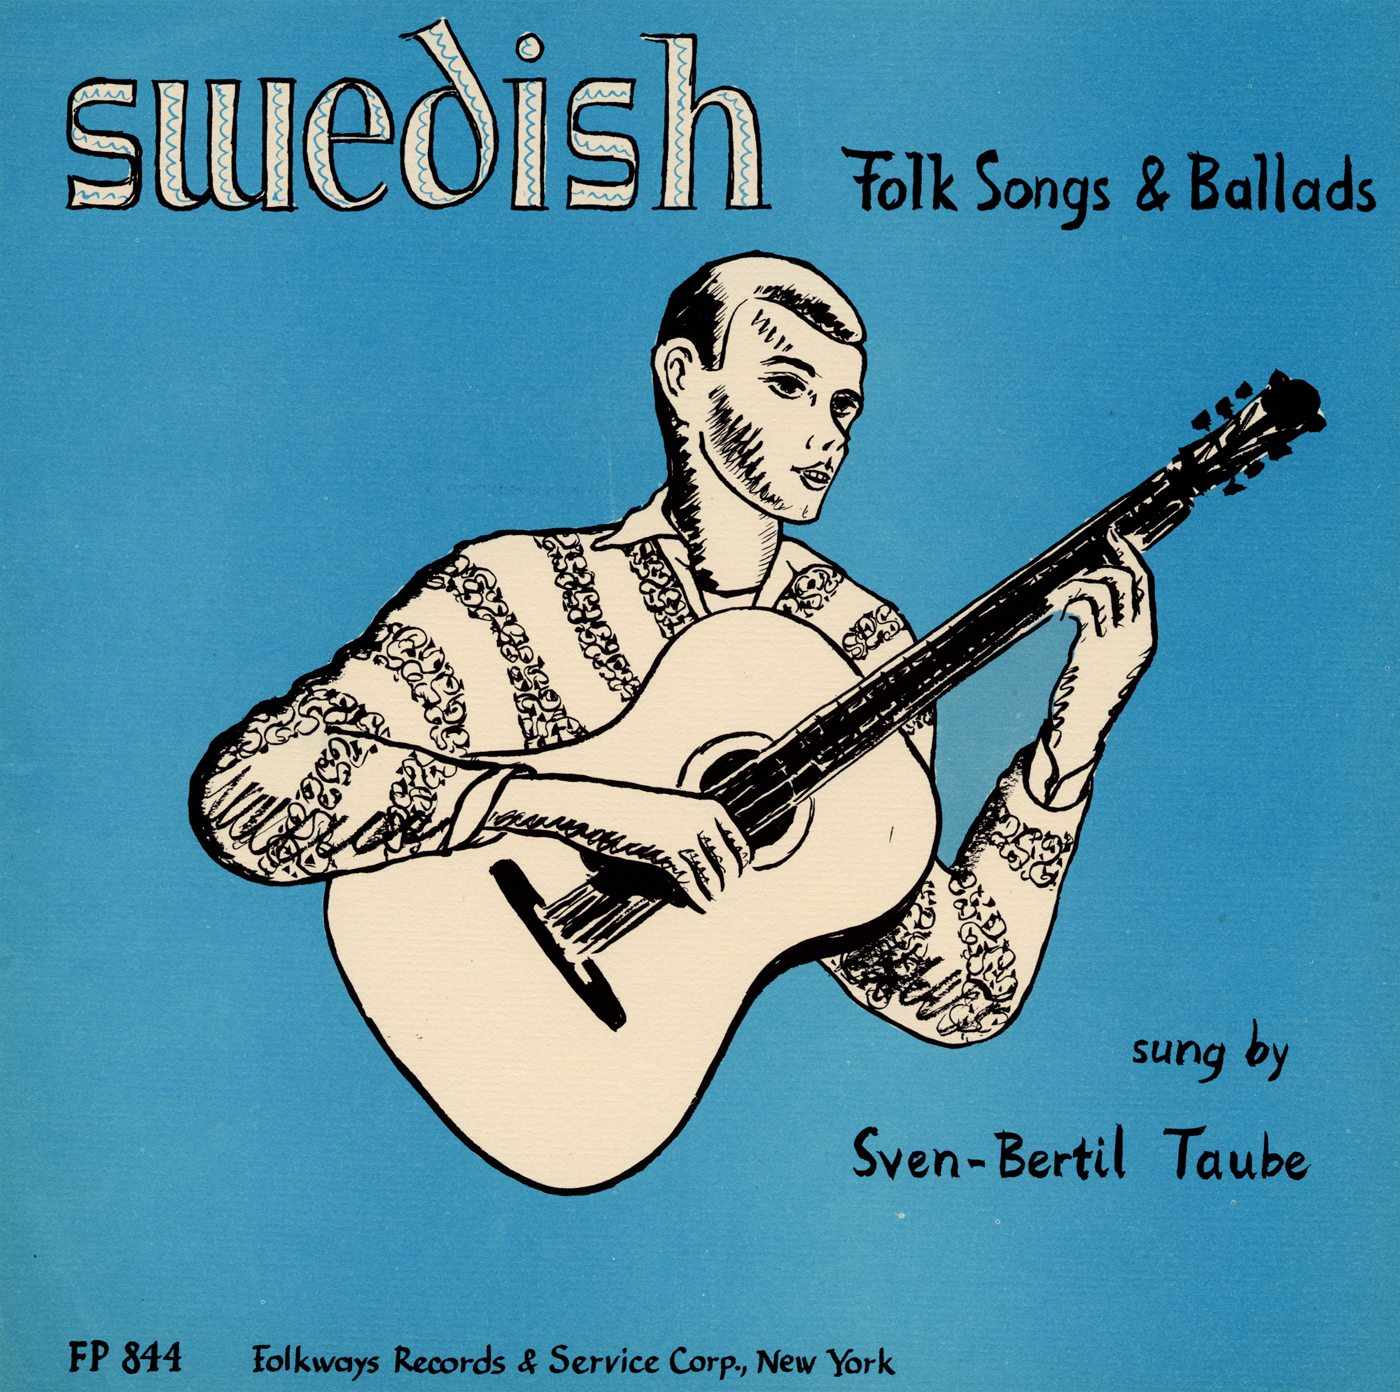 swedish
Folk Songs & Ballads
sung by
Sven-Bertil Taube
FP 844 Folkways Records & Service Corp., New York